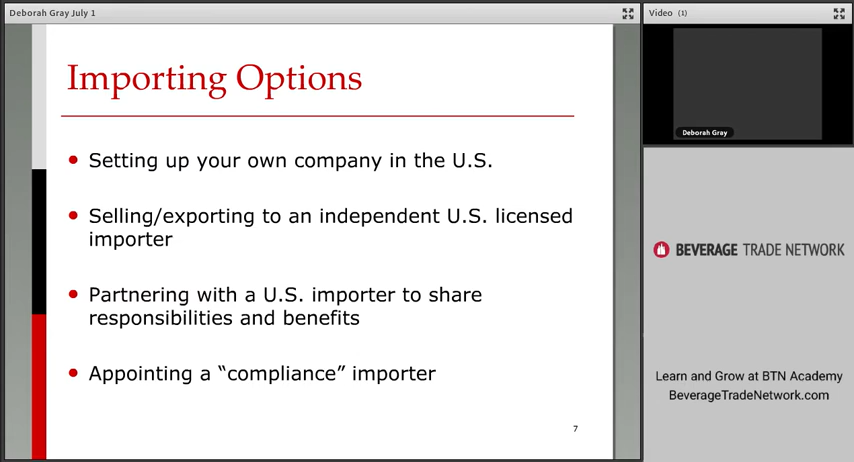 Deborah Gray July 1
Importing Options
• Setting up your own company in the U.S.
• Selling/exporting to an independent U.S. licensed
importer
• Partnering with a U.S. importer to share
responsibilities and benefits
• Appointing a “compliance” importer
7
Video (1)
Deborah Gray
BEVERAGE TRADE NETWORK
Learn and Grow at BTN Academy
BeverageTradeNetwork.com